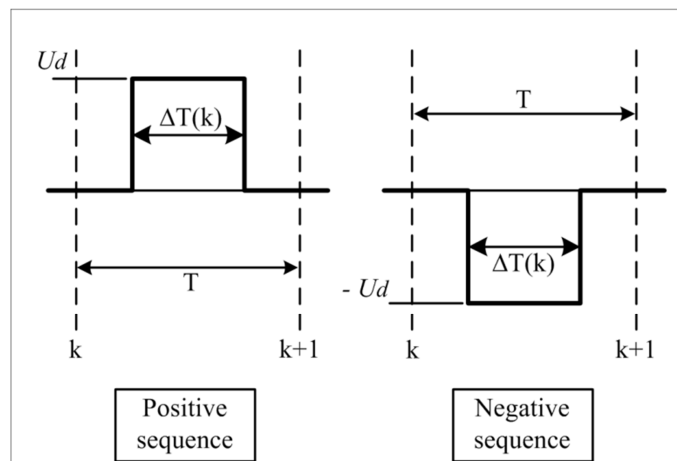 Ud
ΔT(k)
T
k
k+1
Positive
sequence
T
ΔT(k)
- Ud
k
k+1
Negative
sequence